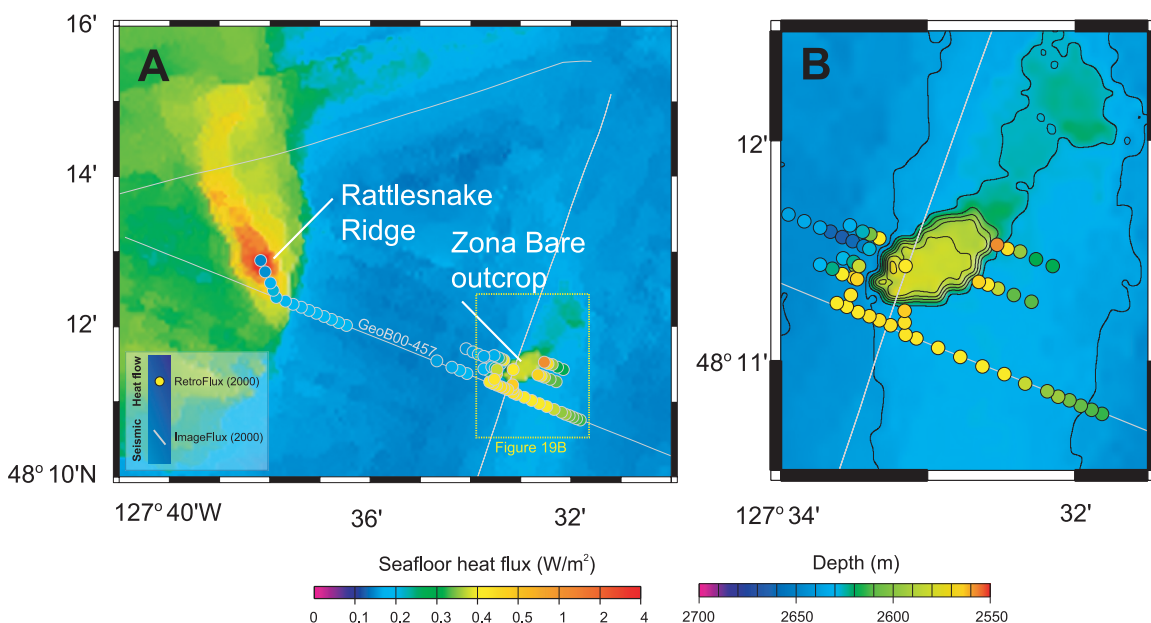 16'
A
14'
Rattlesnake
Ridge
Zona Bare
outcrop
12'
GeoB00-457
Heat flow
RetroFlux (2000)
Seismic
ImageFlux (2000)
Figure 19B
48° 10'N
127° 40'W
36'
32'
B
12'
48° 11'
127° 34'
32'
Seafloor heat flux (W/m²)
0 0.1 0.2 0.3 0.4 0.5 1 2 4
Depth (m)
2700 2650 2600 2550